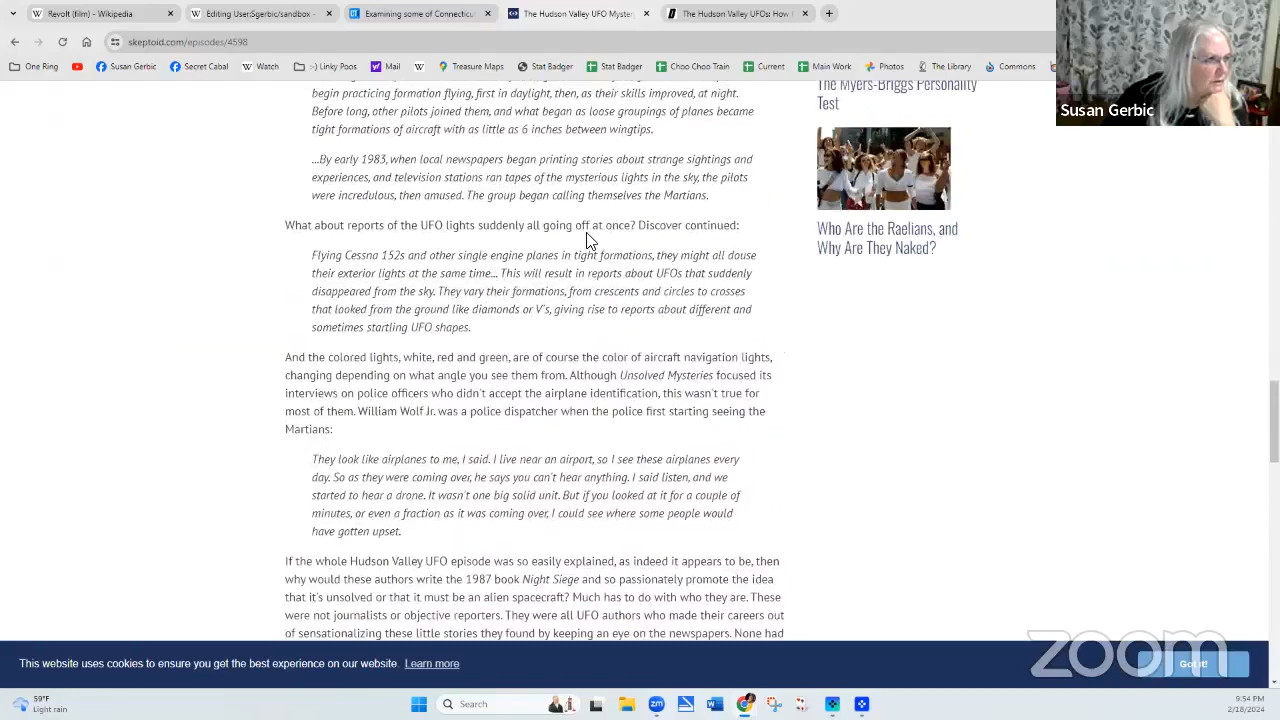 Revolt (film) - Wikipedia
Editing User:Sgerbic/sandbox
Examining some of Connecticut
The Hudson Valley UFO Myster
The Hudson Valley UFOs: How t
skeptoid.com/episodes/4598
One Ring
Susan Gerbic
Secret Cabal
Watch
:-) Linky Poos
Mail
Treasure Maps
Stat Badger
Stat Badger
Choo Choo Train
Current
Main Work
Photos
The Library
Commons
Susan Gerbic
begin practicing formation flying, first in daylight, then, as their skills improved, at night.
Before long, other pilots joined them, and what began as loose groupings of planes became
tight formations of aircraft with as little as 6 inches between wingtips.
...By early 1983, when local newspapers began printing stories about strange sightings and
experiences, and television stations ran tapes of the mysterious lights in the sky, the pilots
were incredulous, then amused. The group began calling themselves the Martians.
What about reports of the UFO lights suddenly all going off at once? Discover continued:
Flying Cessna 152s and other single engine planes in tight formations, they might all douse
their exterior lights at the same time... This will result in reports about UFOs that suddenly
disappeared from the sky. They vary their formations, from crescents and circles to crosses
that looked from the ground like diamonds or V's, giving rise to reports about different and
sometimes startling UFO shapes.
And the colored lights, white, red and green, are of course the color of aircraft navigation lights,
changing depending on what angle you see them from. Although Unsolved Mysteries focused its
interviews on police officers who didn't accept the airplane identification, this wasn't true for
most of them. William Wolf Jr. was a police dispatcher when the police first starting seeing the
Martians:
They look like airplanes to me, I said. I live near an airport, so I see these airplanes every
day. So as they were coming over, he says you can't hear anything. I said listen, and we
started to hear a drone. It wasn't one big solid unit. But if you looked at it for a couple of
minutes, or even a fraction as it was coming over, I could see where some people would
have gotten upset.
If the whole Hudson Valley UFO episode was so easily explained, as indeed it appears to be, then
why would these authors write the 1987 book Night Siege and so passionately promote the idea
that it's unsolved or that it must be an alien spacecraft? Much has to do with who they are. These
were not journalists or objective reporters. They were all UFO authors who made their careers out
of sensationalizing these little stories they found by keeping an eye on the newspapers. None had
The Myers-Briggs Personality
Test
Who Are the Raelians, and
Why Are They Naked?
This website uses cookies to ensure you get the best experience on our website. Learn more
Got it!
zoom
59°F
Light rain
Search
9:54 PM
2/18/2024